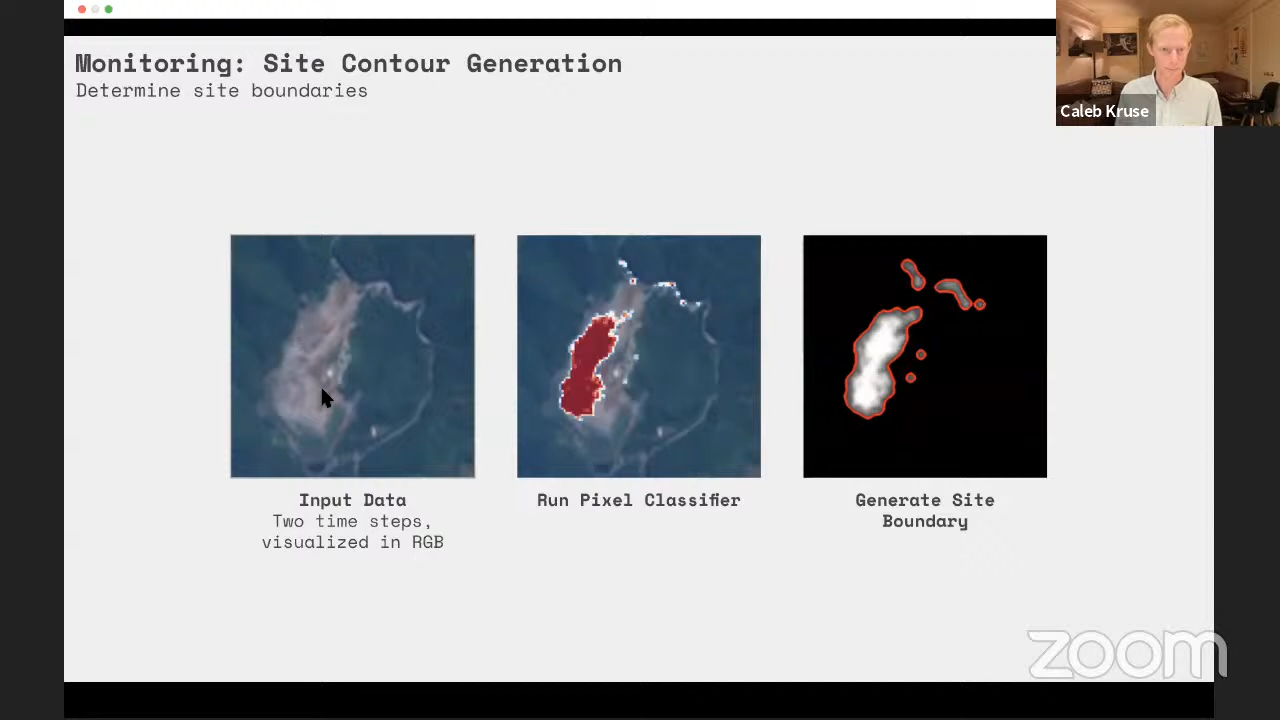 Monitoring: Site Contour Generation
Determine site boundaries
Caleb Kruse
Input Data
Two time steps,
visualized in RGB
Run Pixel Classifier
Generate Site
Boundary
zoom